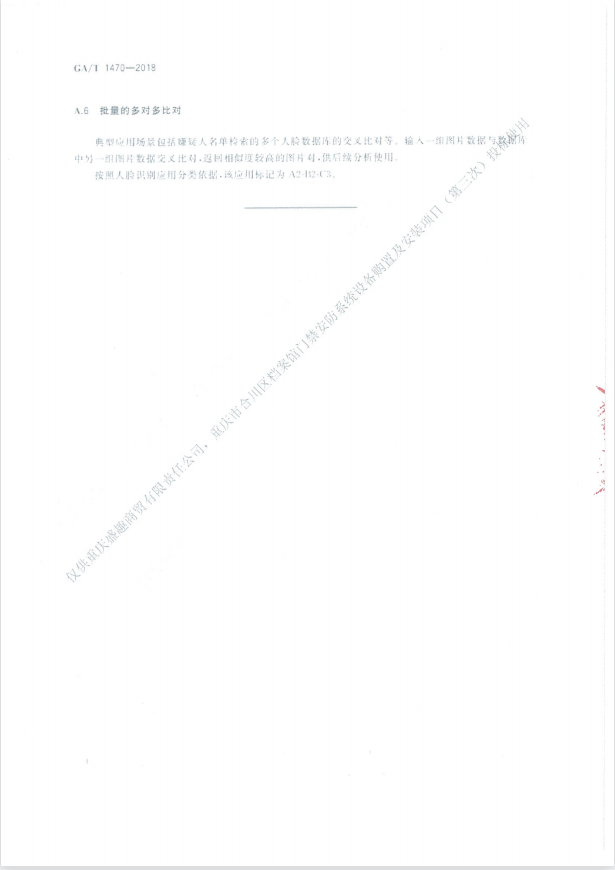 GA/T 1470—2018
A.6 批量的多对多比对
典型应用场景包括嫌疑人名单检索的多个人脸数据库的交叉比对等。输入一组图片数据与数据库
中另一组图片数据交叉比对,返回相似度较高的图片对,供后续分析使用。
按照人脸识别应用分类依据,该应用标记为 A2-B2-C3。
仅供重庆盛趣商贸有限责任公司，重庆市合川区档案馆门禁安防系统设备购置及安装项目（第三次）投标使用